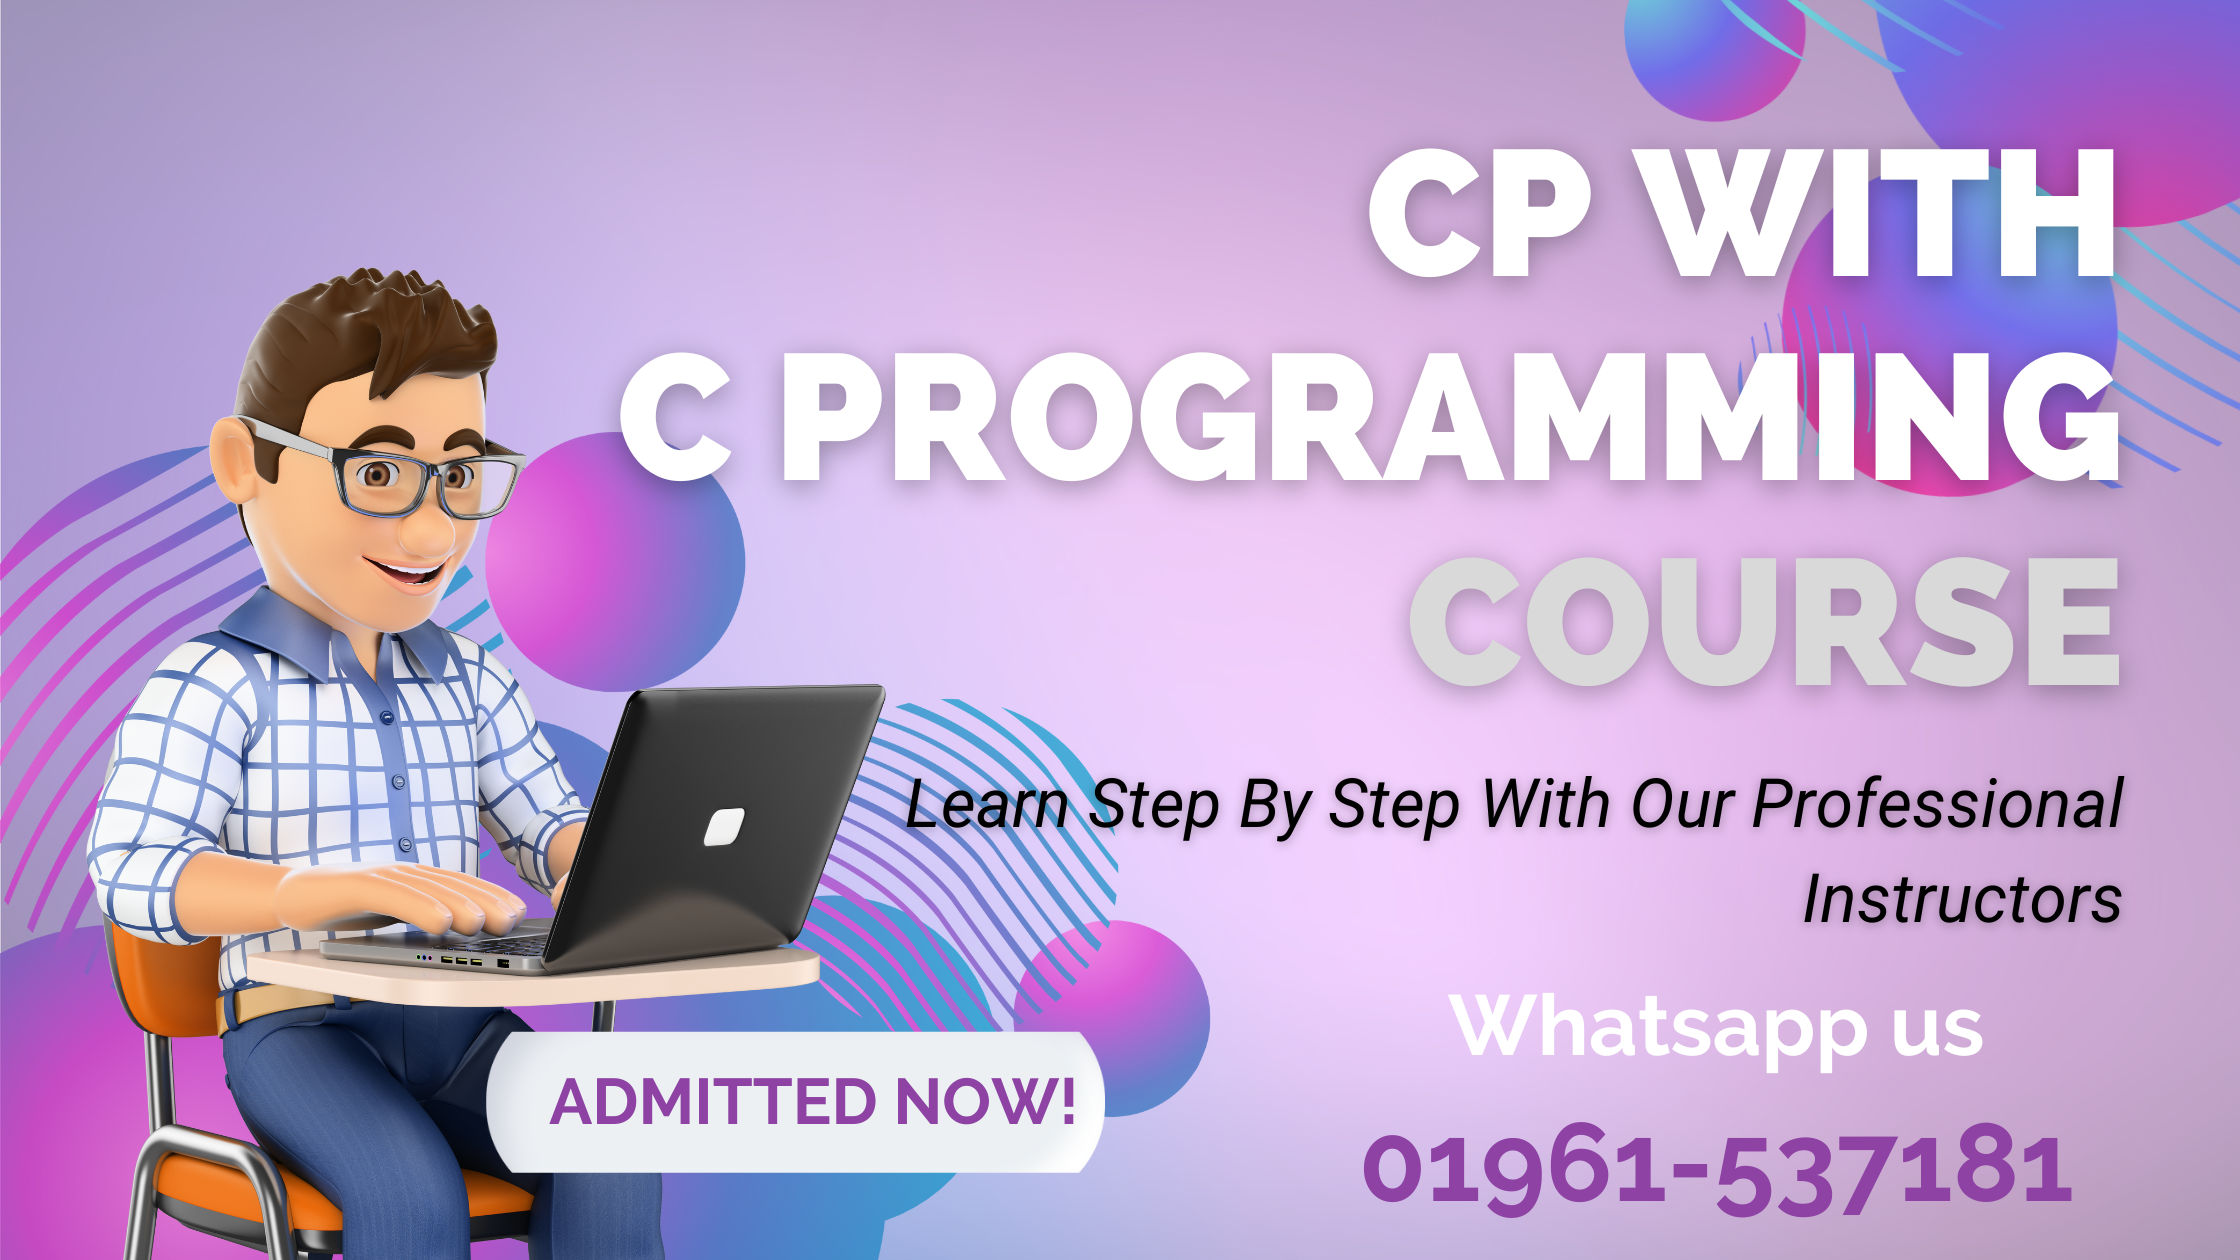 CP WITH
C PROGRAMMING
COURSE
Learn Step By Step With Our Professional
Instructors
Whatsapp us
01961-537181
ADMITTED NOW!